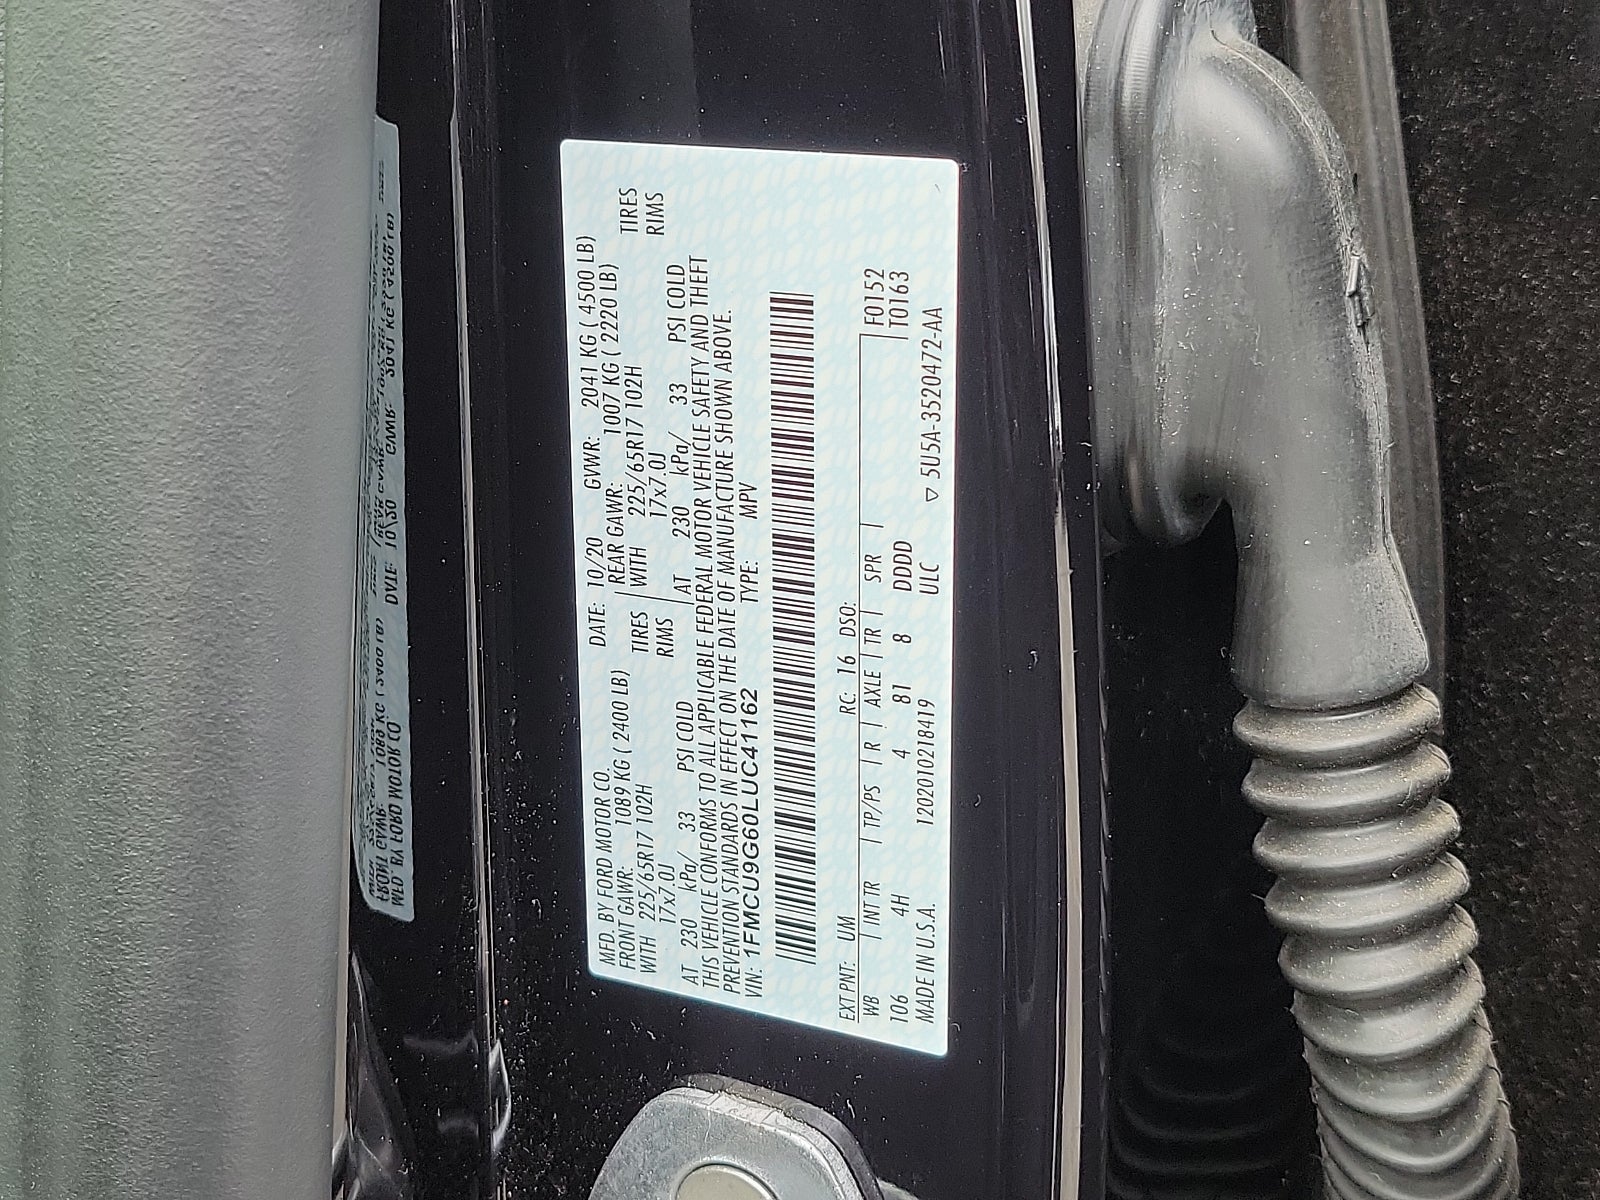 MFD. BY FORD MOTOR CO. DATE: 10/20 GVWR: 2041 KG ( 4500 LB)
FRONT GAWR: 1089 KG ( 2400 LB) REAR GAWR: 1007 KG ( 2220 LB)
WITH 225/65R17 102H TIRES WITH 225/65R17 102H TIRES
17x7.0J RIMS 17x7.0J RIMS
AT 230 kPa/ 33 PSI COLD AT 230 kPa/ 33 PSI COLD
THIS VEHICLE CONFORMS TO ALL APPLICABLE FEDERAL MOTOR VEHICLE SAFETY AND THEFT
PREVENTION STANDARDS IN EFFECT ON THE DATE OF MANUFACTURE SHOWN ABOVE.
VIN: 1FMCU9G60LUC41162 TYPE: MPV
EXT PNT: UM RC: 16 DSO: F0152
WB INT TR TP/PS R AXLE TR SPR T0163
106 4H 4 81 8 DDDD
MADE IN U.S.A. 1202010218419 ULC 5U5A-3520472-AA